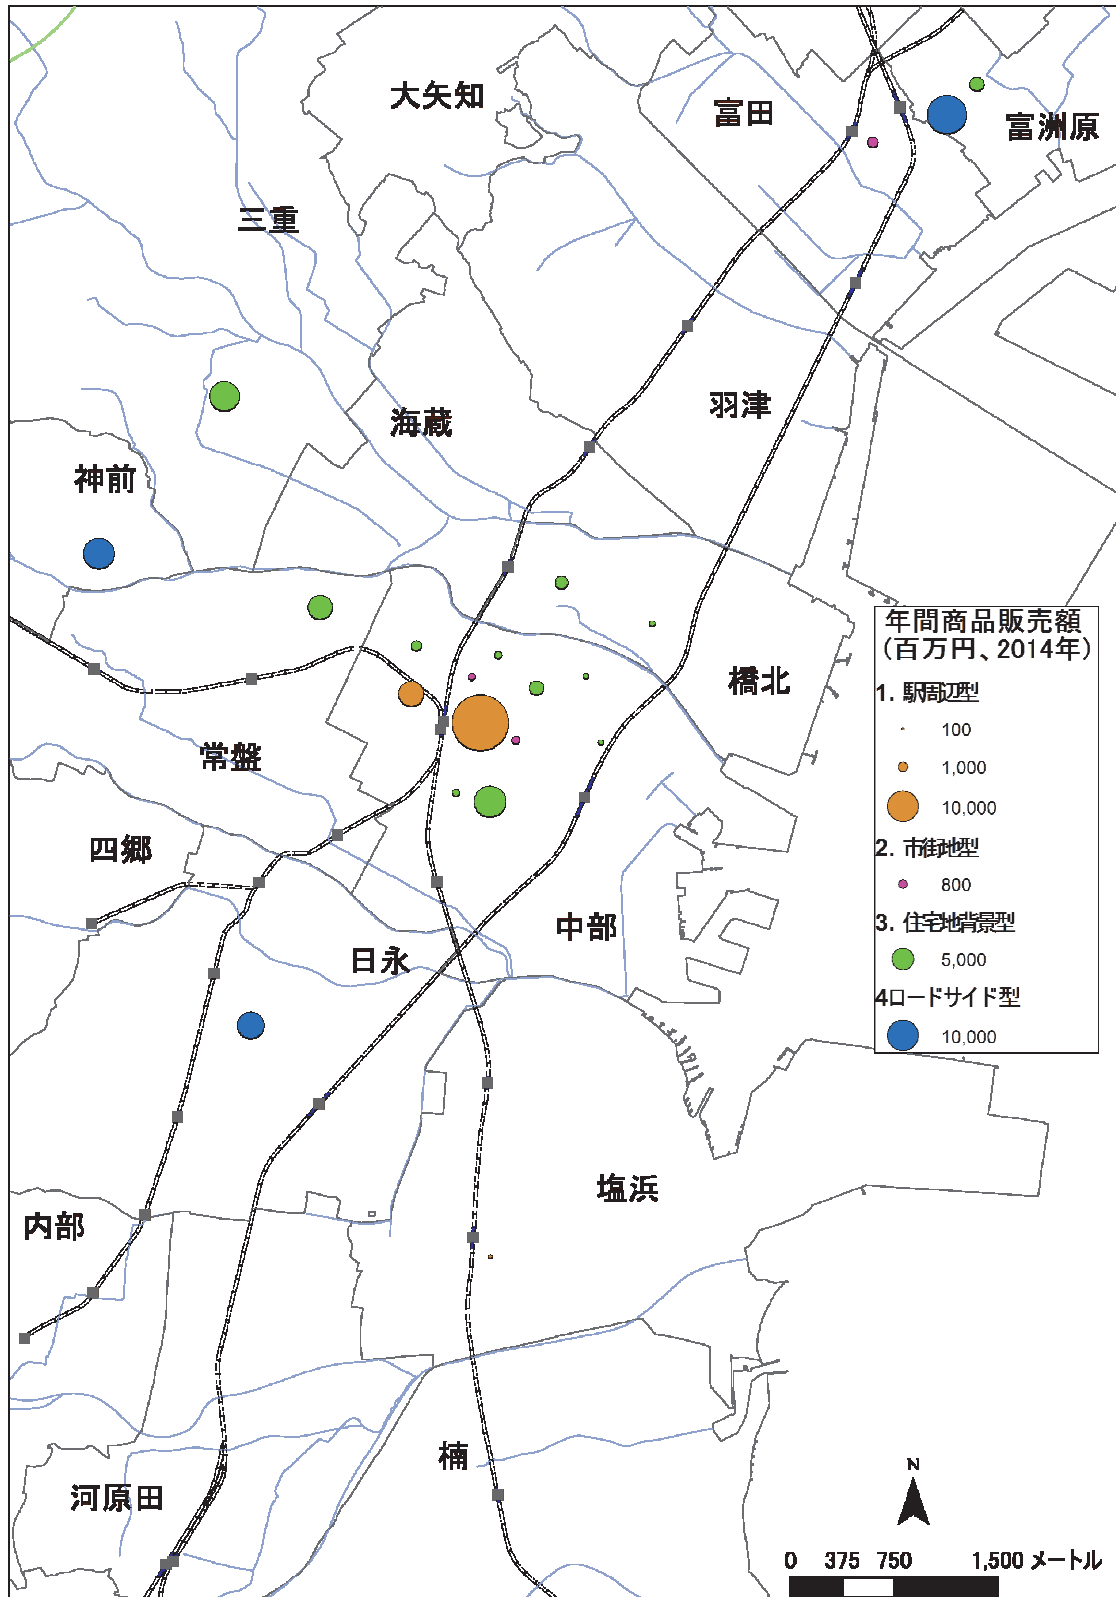 大矢知
富田
富洲原
三重
羽津
海蔵
神前
年間商品販売額
(百万円、2014年)
1. 駅周辺型
100
1,000
10,000
2. 市街地型
800
3. 住宅地背景型
5,000
4ロードサイド型
10,000
橋北
常盤
四郷
中部
日永
塩浜
内部
楠
河原田
N
0 375 750 1,500 メートル